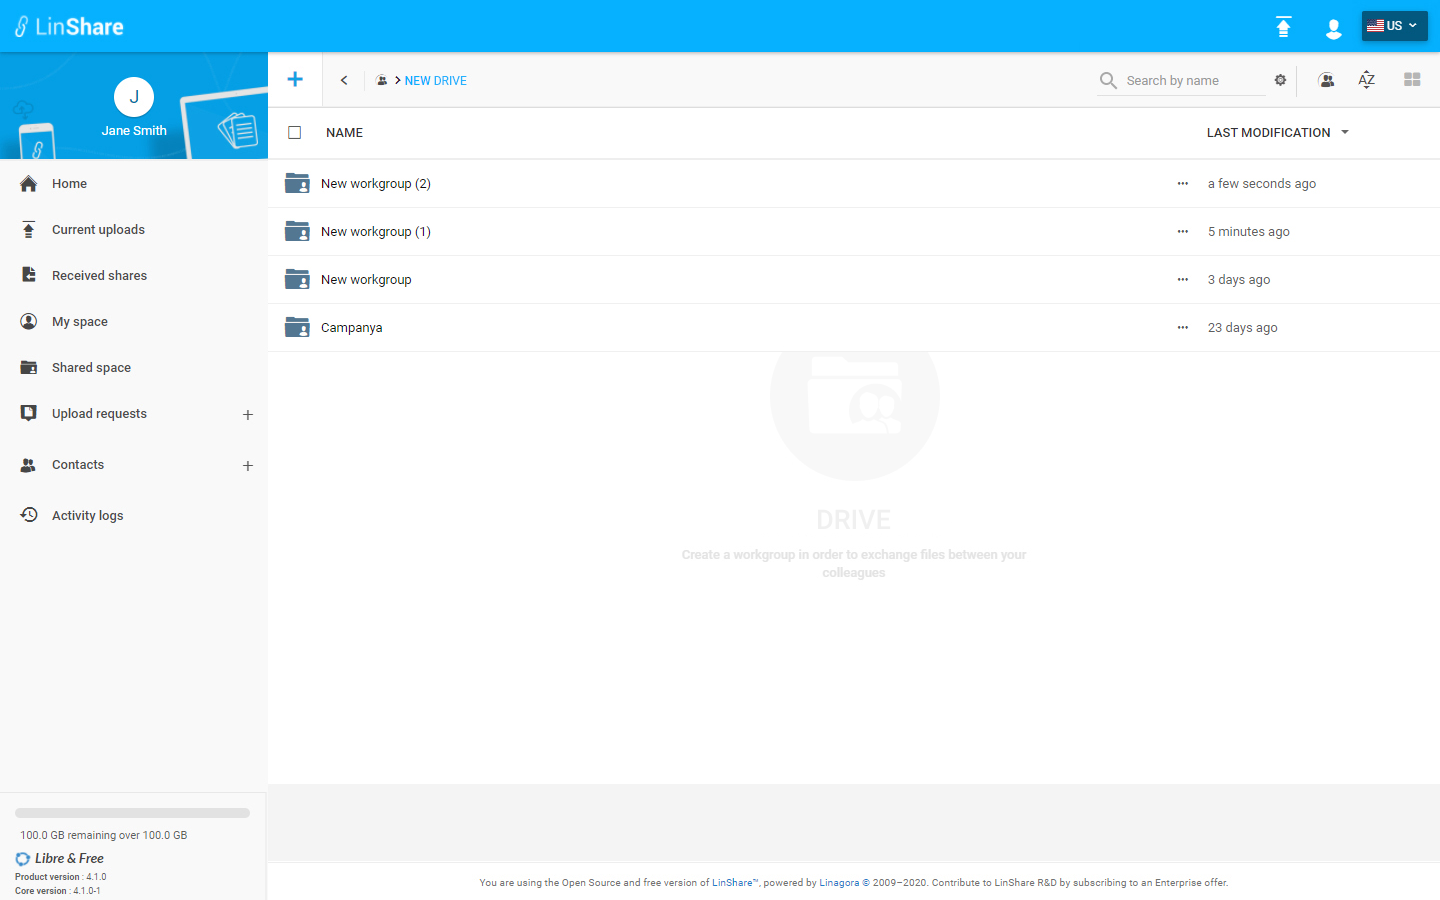 LinShare
US
J
Jane Smith
NEW DRIVE
Search by name
AZ
NAME
LAST MODIFICATION
Home
New workgroup (2)
a few seconds ago
Current uploads
New workgroup (1)
5 minutes ago
Received shares
New workgroup
3 days ago
My space
Campanya
23 days ago
Shared space
Upload requests
Contacts
Activity logs
DRIVE
Create a workgroup in order to exchange files between your
colleagues
100.0 GB remaining over 100.0 GB
Libre & Free
Product version : 4.1.0
Core version : 4.1.0-1
You are using the Open Source and free version of LinShare™, powered by Linagora © 2009–2020. Contribute to LinShare R&D by subscribing to an Enterprise offer.